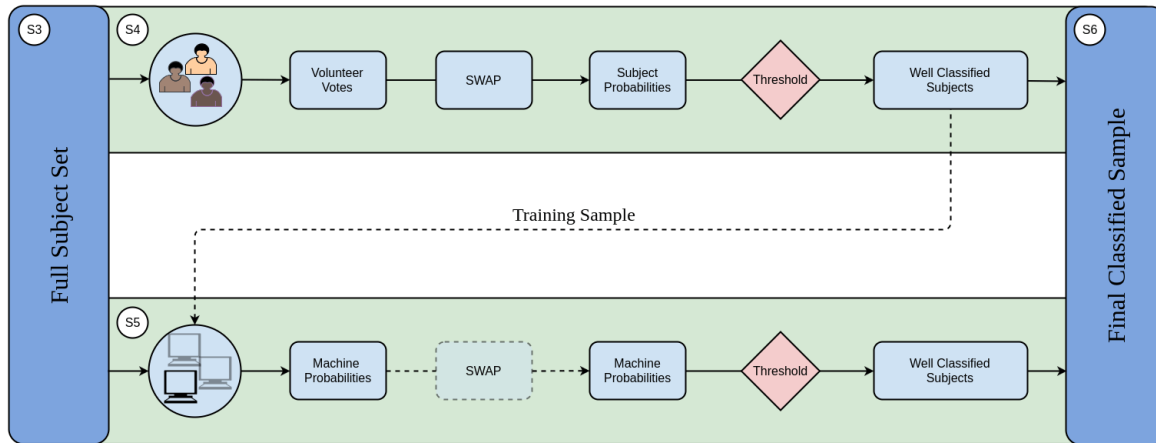 S3
S4
S6
Volunteer
Votes
SWAP
Subject
Probabilities
Threshold
Well Classified
Subjects
Full Subject Set
Training Sample
Final Classified Sample
S5
Machine
Probabilities
SWAP
Machine
Probabilities
Threshold
Well Classified
Subjects